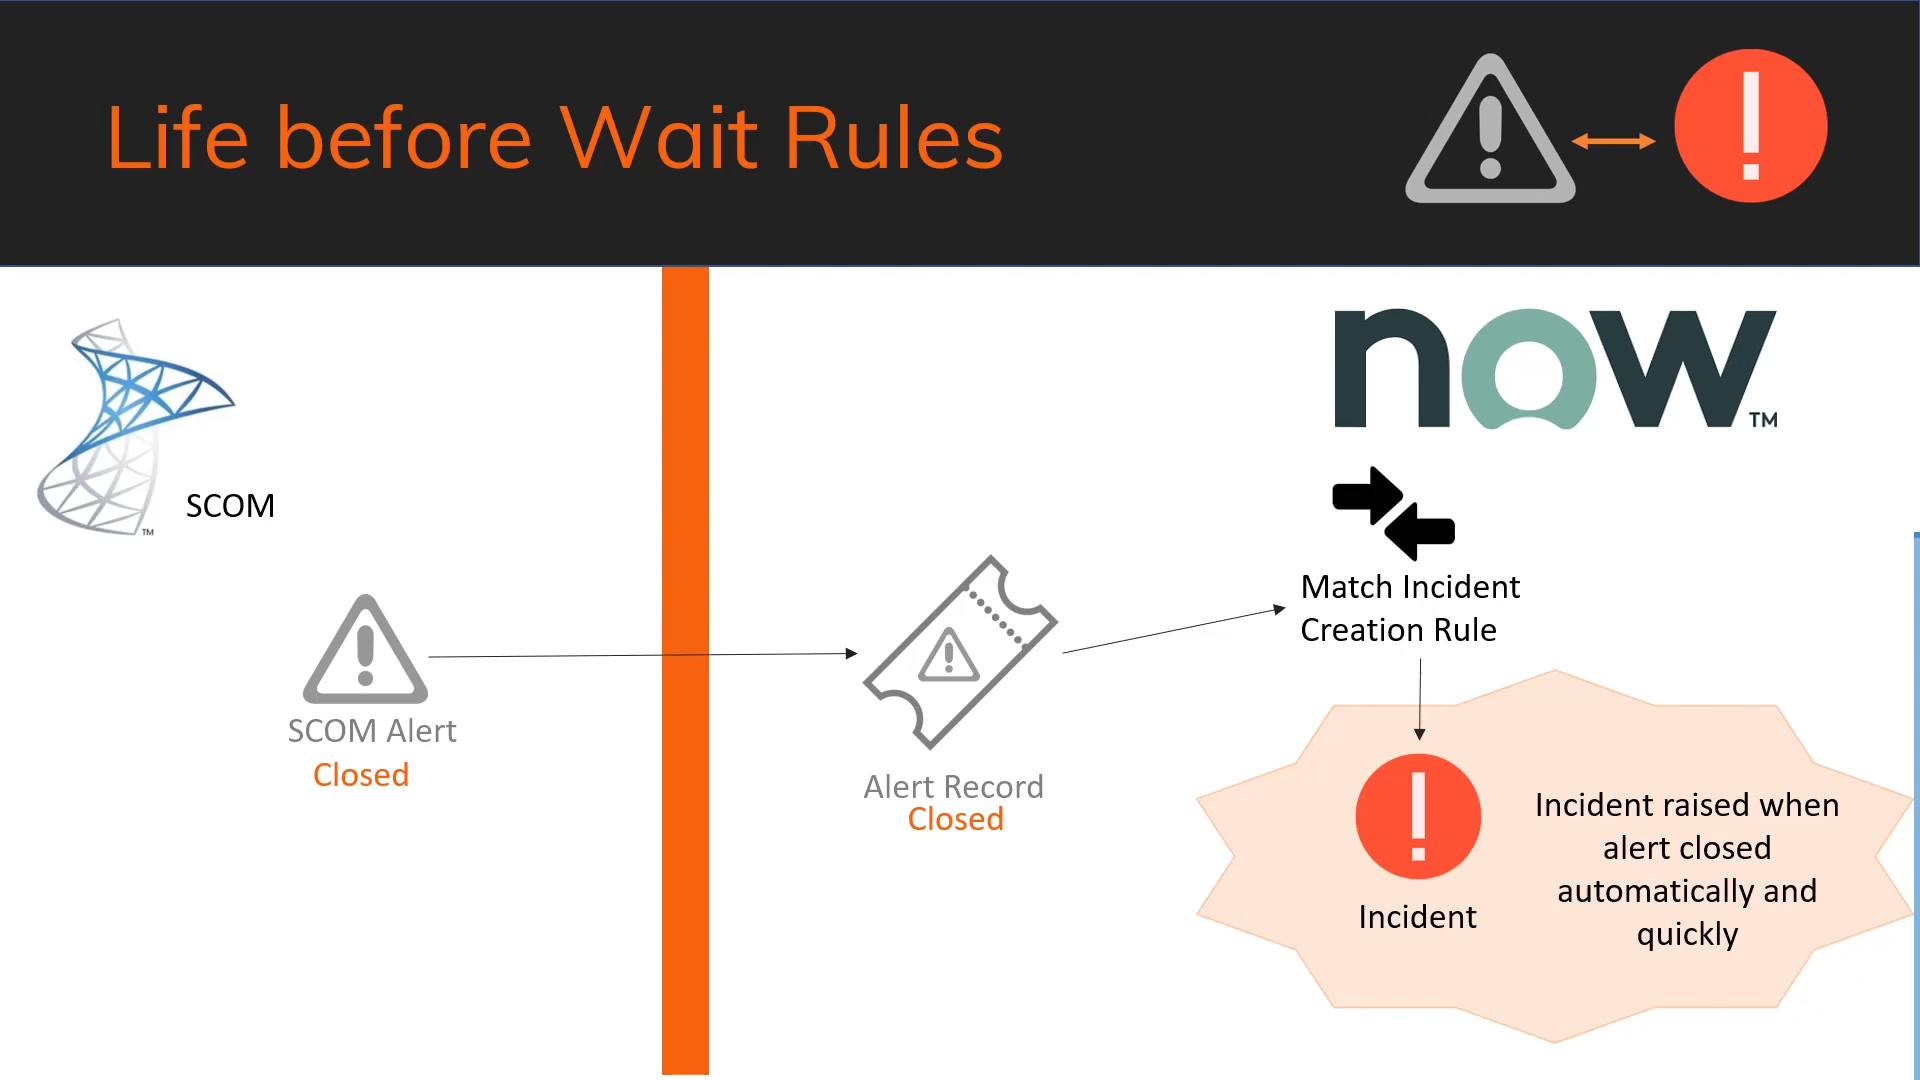 Life before Wait Rules
now™
TM
SCOM
Match Incident
Creation Rule
SCOM Alert
Closed
Alert Record
Closed
Incident
Incident raised when
alert closed
automatically and
quickly